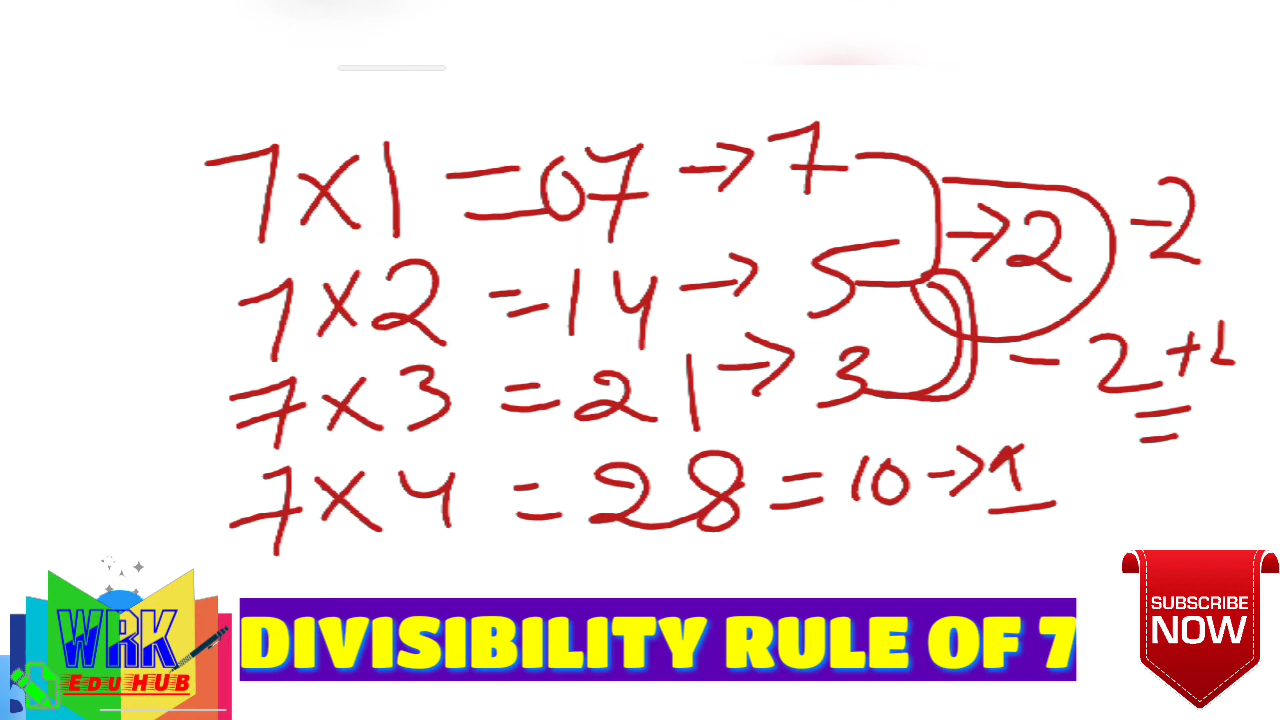 7x1 = 07 → 7 → 2 - 2
7x2 = 14 → 5
7x3 = 21 → 3 - 2 +
7x4 = 28 = 10 → 1
WRK
EDU HUB
DIVISIBILITY RULE OF 7
SUBSCRIBE
NOW